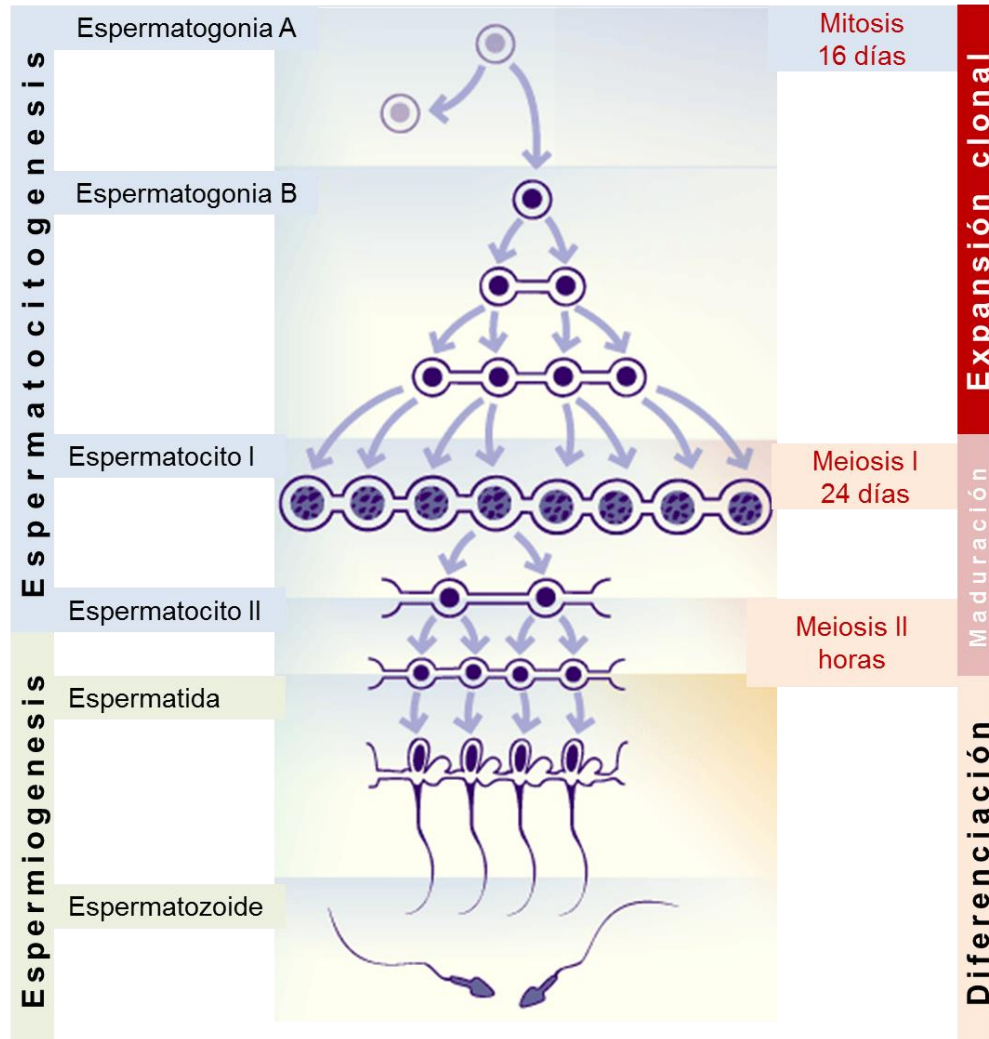 Espermatocitogenesis
Espermiogenesis
Espermatogonia A
Espermatogonia B
Espermatocito I
Espermatocito II
Espermatida
Espermatozoide
Mitosis
16 días
Meiosis I
24 días
Meiosis II
horas
Expansión clonal
Maduración
Diferenciación